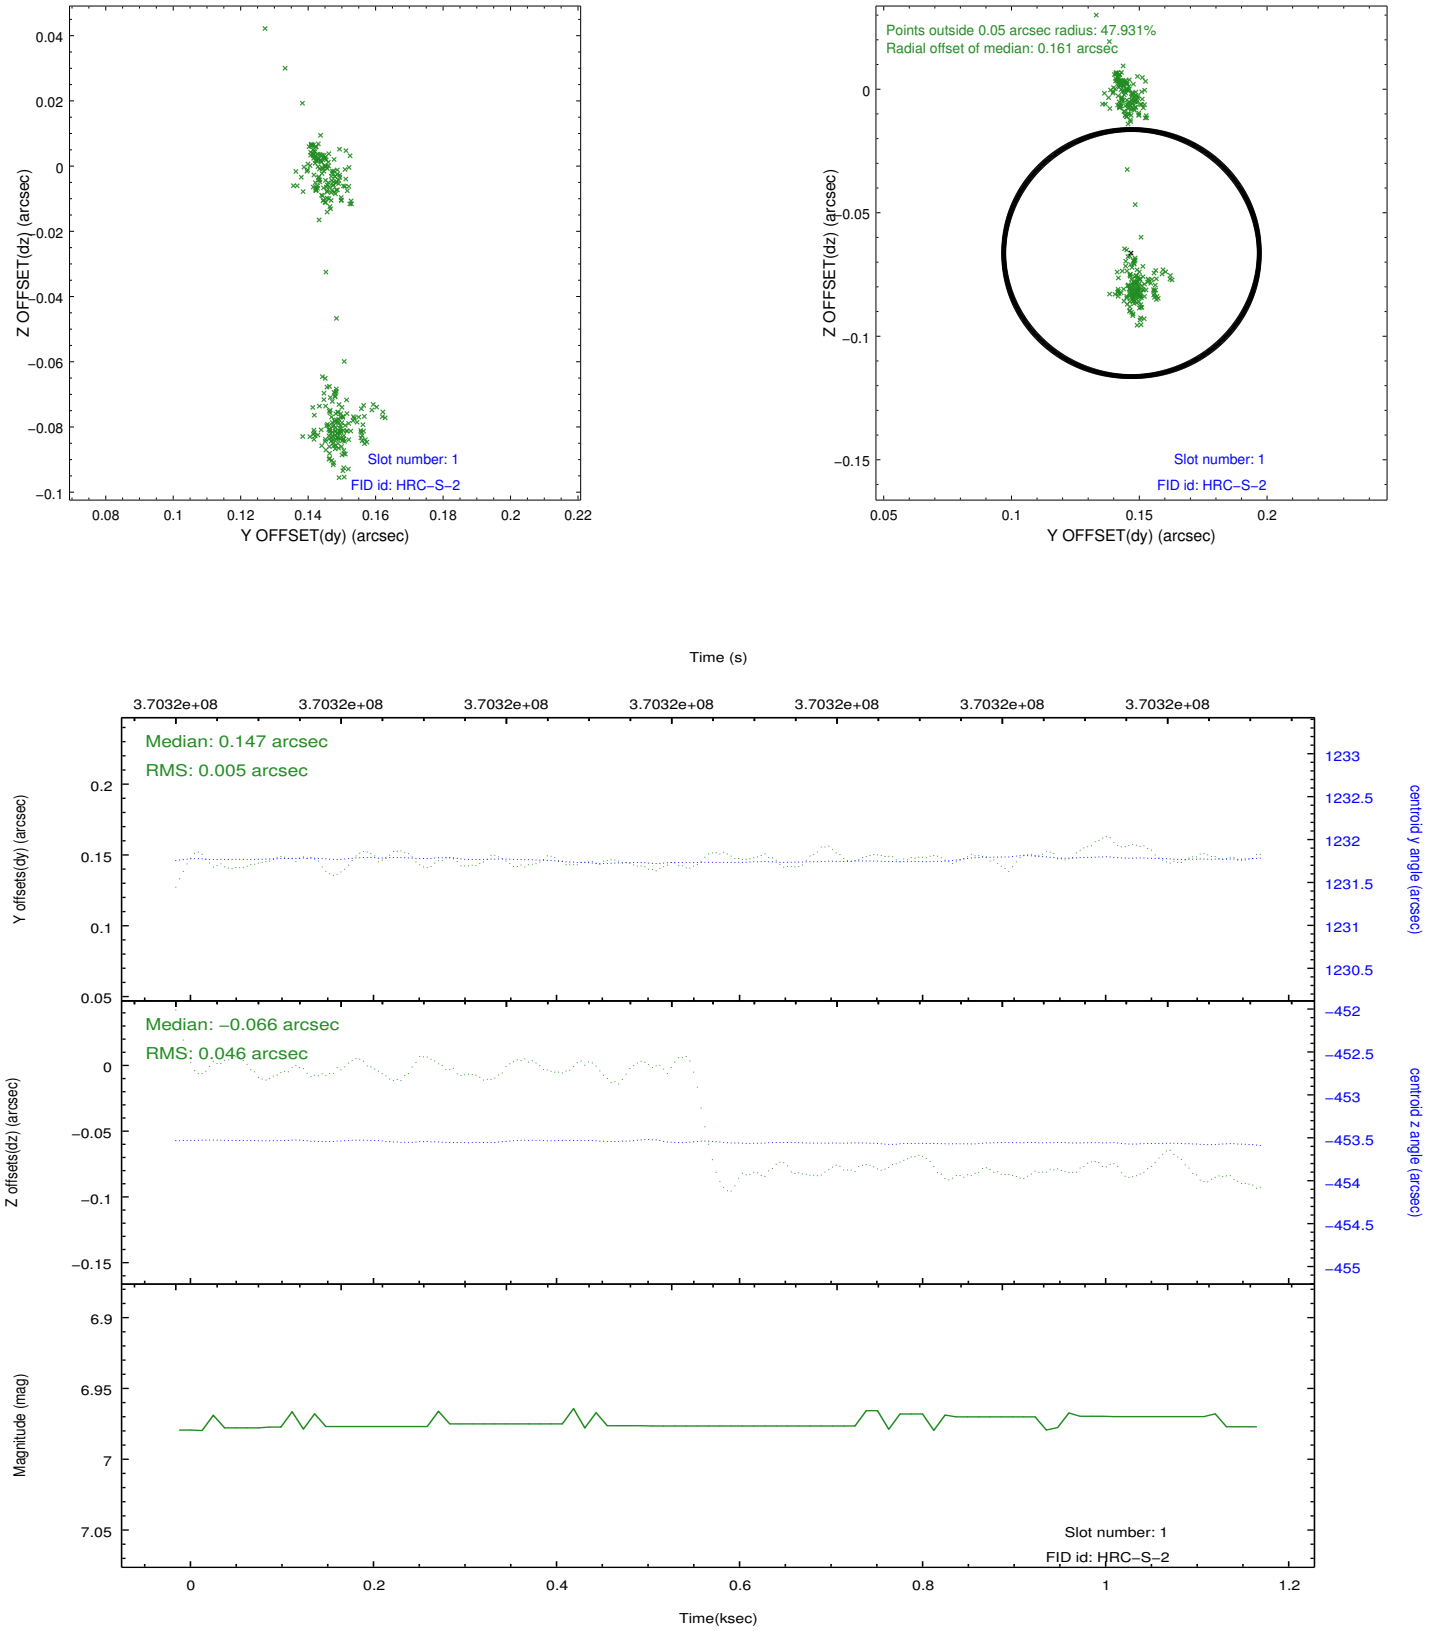 0.04
0.02
0
−0.02
−0.04
−0.06
−0.08
−0.1
Z OFFSET(dz) (arcsec)
Slot number: 1
FID id: HRC−S−2
0.08 0.1 0.12 0.14 0.16 0.18 0.2 0.22
Y OFFSET(dy) (arcsec)
Points outside 0.05 arcsec radius: 47.931%
Radial offset of median: 0.161 arcsec
0
−0.05
−0.1
−0.15
Z OFFSET(dz) (arcsec)
Slot number: 1
FID id: HRC−S−2
0.05 0.1 0.15 0.2
Y OFFSET(dy) (arcsec)
Time (s)
3.7032e+08 3.7032e+08 3.7032e+08 3.7032e+08 3.7032e+08 3.7032e+08 3.7032e+08
Median: 0.147 arcsec
RMS: 0.005 arcsec
0.2
0.15
0.1
0.05
Y offsets(dy) (arcsec)
1233
1232.5
1232
1231.5
1231
1230.5
centroid y angle (arcsec)
Median: −0.066 arcsec
RMS: 0.046 arcsec
0
−0.05
−0.1
−0.15
Z offsets(dz) (arcsec)
−452
−452.5
−453
−453.5
−454
−454.5
−455
centroid z angle (arcsec)
6.9
6.95
7
7.05
Magnitude (mag)
Slot number: 1
FID id: HRC−S−2
0 0.2 0.4 0.6 0.8 1 1.2
Time(ksec)